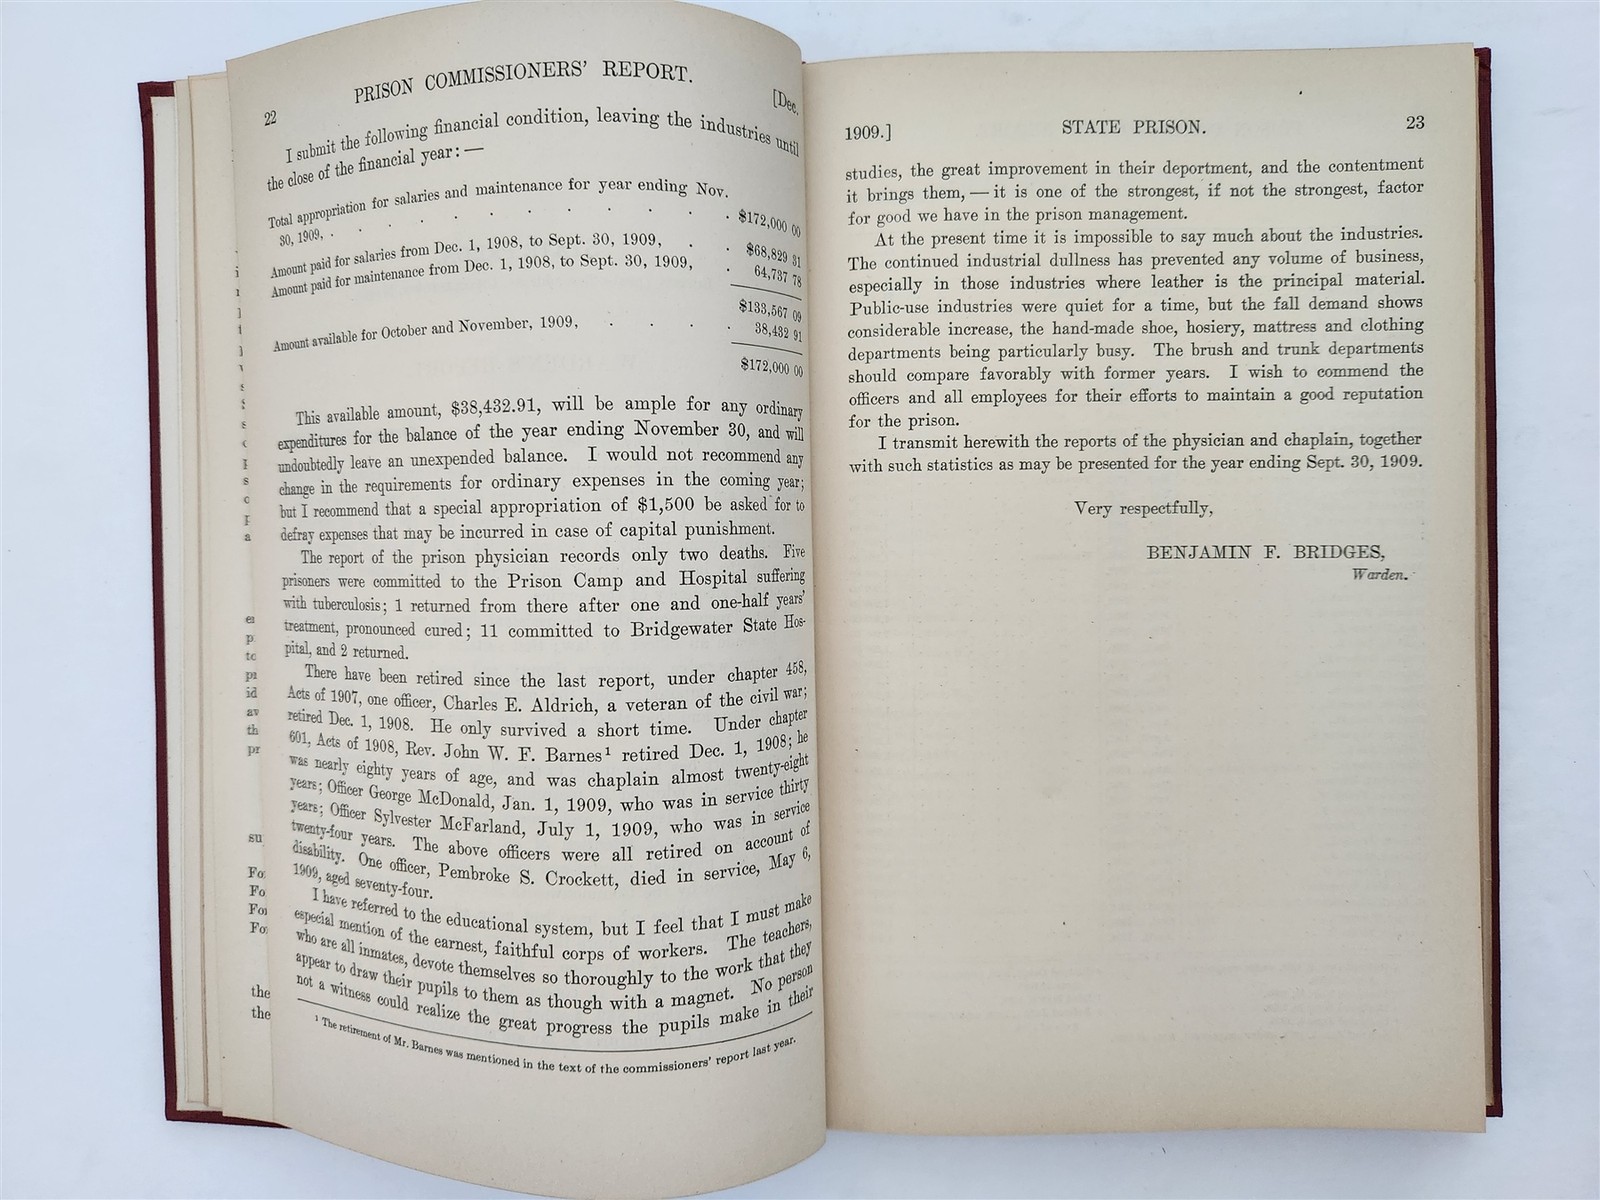 22
PRISON COMMISSIONERS' REPORT.
[Dec.
I submit the following financial condition, leaving the industries until
the close of the financial year: —
Total appropriation for salaries and maintenance for year ending Nov.
30, 1909, . . . . . . . . . . . $172,000 00
Amount paid for salaries from Dec. 1, 1908, to Sept. 30, 1909, . . $68,829 31
Amount paid for maintenance from Dec. 1, 1908, to Sept. 30, 1909, . 64,737 78
$133,567 09
Amount available for October and November, 1909, . . . . 38,432 91
$172,000 00
This available amount, $38,432.91, will be ample for any ordinary
expenditures for the balance of the year ending November 30, and will
undoubtedly leave an unexpended balance. I would not recommend any
change in the requirements for ordinary expenses in the coming year;
but I recommend that a special appropriation of $1,500 be asked for to
defray expenses that may be incurred in case of capital punishment.
The report of the prison physician records only two deaths. Five
prisoners were committed to the Prison Camp and Hospital suffering
with tuberculosis; 1 returned from there after one and one-half years'
treatment, pronounced cured; 11 committed to Bridgewater State Hos-
pital, and 2 returned.
There have been retired since the last report, under chapter 458,
Acts of 1907, one officer, Charles E. Aldrich, a veteran of the civil war;
retired Dec. 1, 1908. He only survived a short time. Under chapter
601, Acts of 1908, Rev. John W. F. Barnes¹ retired Dec. 1, 1908; he
was nearly eighty years of age, and was chaplain almost twenty-eight
years; Officer George McDonald, Jan. 1, 1909, who was in service thirty
years; Officer Sylvester McFarland, July 1, 1909, who was in service
twenty-four years. The above officers were all retired on account of
disability. One officer, Pembroke S. Crockett, died in service, May 6,
1909, aged seventy-four.
I have referred to the educational system, but I feel that I must make
especial mention of the earnest, faithful corps of workers. The teachers,
who are all inmates, devote themselves so thoroughly to the work that they
appear to draw their pupils to them as though with a magnet. No person
not a witness could realize the great progress the pupils make in their
¹ The retirement of Mr. Barnes was mentioned in the text of the commissioners' report last year.
1909.]
STATE PRISON.
23
studies, the great improvement in their deportment, and the contentment
it brings them, — it is one of the strongest, if not the strongest, factor
for good we have in the prison management.
At the present time it is impossible to say much about the industries.
The continued industrial dullness has prevented any volume of business,
especially in those industries where leather is the principal material.
Public-use industries were quiet for a time, but the fall demand shows
considerable increase, the hand-made shoe, hosiery, mattress and clothing
departments being particularly busy. The brush and trunk departments
should compare favorably with former years. I wish to commend the
officers and all employees for their efforts to maintain a good reputation
for the prison.
I transmit herewith the reports of the physician and chaplain, together
with such statistics as may be presented for the year ending Sept. 30, 1909.
Very respectfully,
BENJAMIN F. BRIDGES,
Warden.